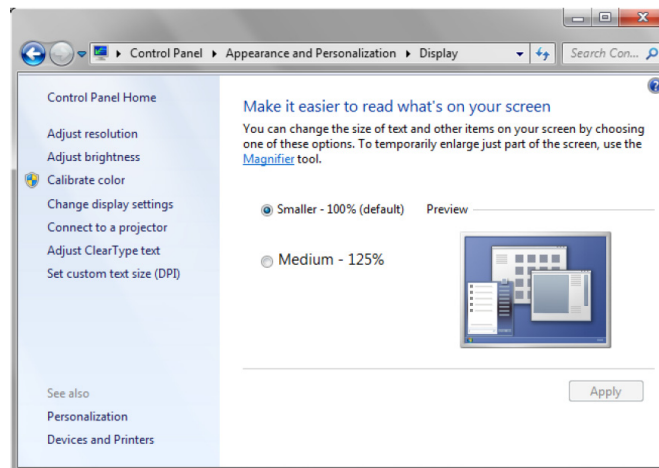 Control Panel ▸ Appearance and Personalization ▸ Display
Search Con...
Control Panel Home
Adjust resolution
Adjust brightness
Calibrate color
Change display settings
Connect to a projector
Adjust ClearType text
Set custom text size (DPI)
See also
Personalization
Devices and Printers
Make it easier to read what's on your screen
You can change the size of text and other items on your screen by choosing
one of these options. To temporarily enlarge just part of the screen, use the
Magnifier tool.
Smaller - 100% (default)
Preview
Medium - 125%
Apply